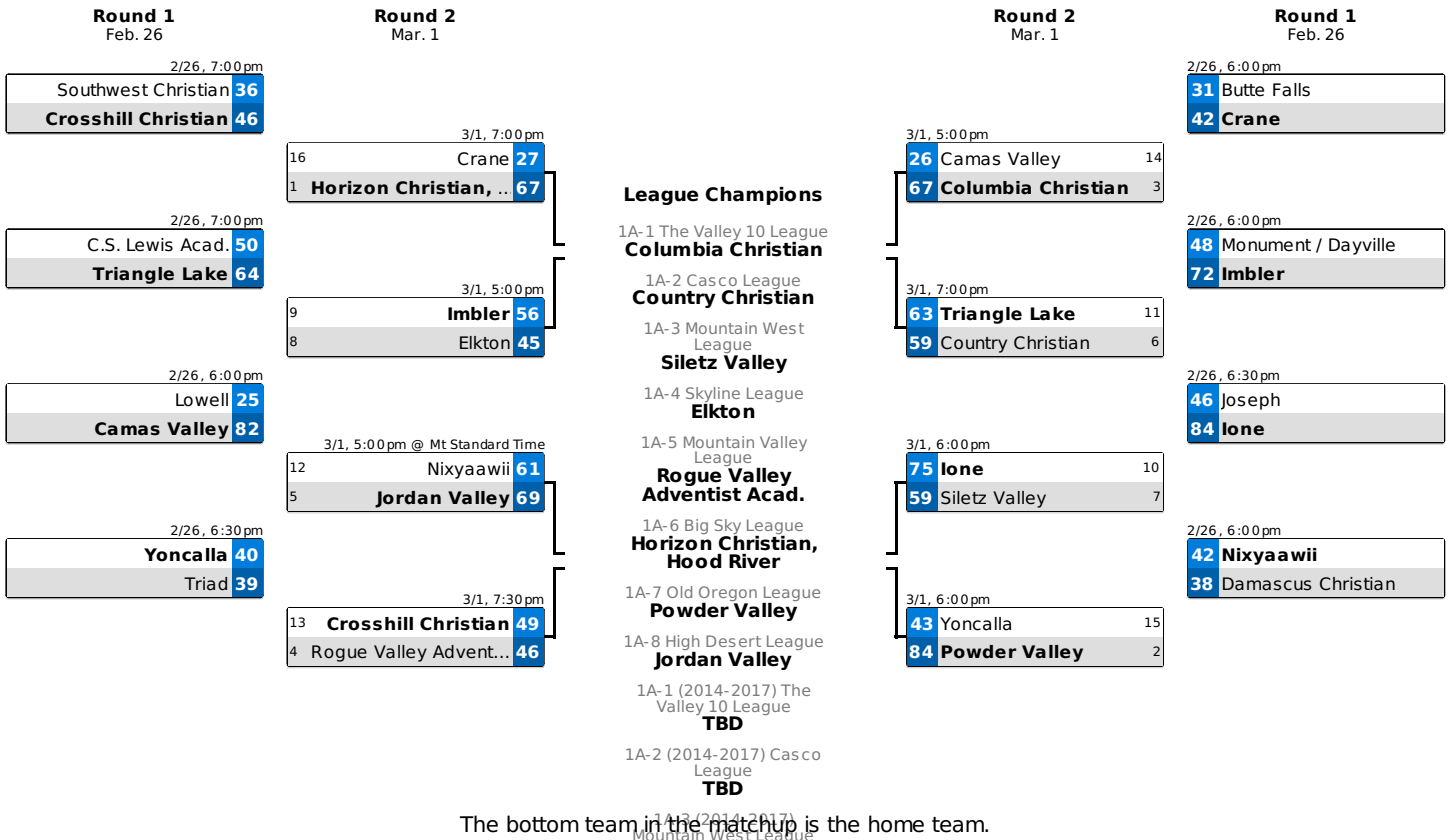 Round 1
Feb. 26
2/26, 7:00pm
Southwest Christian 36
Crosshill Christian 46
2/26, 7:00pm
C.S. Lewis Acad. 50
Triangle Lake 64
2/26, 6:00pm
Lowell 25
Camas Valley 82
2/26, 6:30pm
Yoncalla 40
Triad 39
Round 2
Mar. 1
3/1, 7:00pm
16 Crane 27
1 Horizon Christian, ... 67
3/1, 5:00pm
9 Imbler 56
8 Elkton 45
3/1, 5:00pm @ Mt Standard Time
12 Nixyaawii 61
5 Jordan Valley 69
3/1, 7:30pm
13 Crosshill Christian 49
4 Rogue Valley Advent... 46
League Champions
1A-1 The Valley 10 League
Columbia Christian
1A-2 Casco League
Country Christian
1A-3 Mountain West
League
Siletz Valley
1A-4 Skyline League
Elkton
1A-5 Mountain Valley
League
Rogue Valley
Adventist Acad.
1A-6 Big Sky League
Horizon Christian,
Hood River
1A-7 Old Oregon League
Powder Valley
1A-8 High Desert League
Jordan Valley
1A-1 (2014-2017) The
Valley 10 League
TBD
1A-2 (2014-2017) Casco
League
TBD
1A-3 (2014-2017)
Mountain West League
Round 2
Mar. 1
3/1, 5:00pm
26 Camas Valley 14
67 Columbia Christian 3
3/1, 7:00pm
63 Triangle Lake 11
59 Country Christian 6
3/1, 6:00pm
75 Ione 10
59 Siletz Valley 7
3/1, 6:00pm
43 Yoncalla 15
84 Powder Valley 2
Round 1
Feb. 26
2/26, 6:00pm
31 Butte Falls
42 Crane
2/26, 6:00pm
48 Monument / Dayville
72 Imbler
2/26, 6:30pm
46 Joseph
84 Ione
2/26, 6:00pm
42 Nixyaawii
38 Damascus Christian
The bottom team in the matchup is the home team.